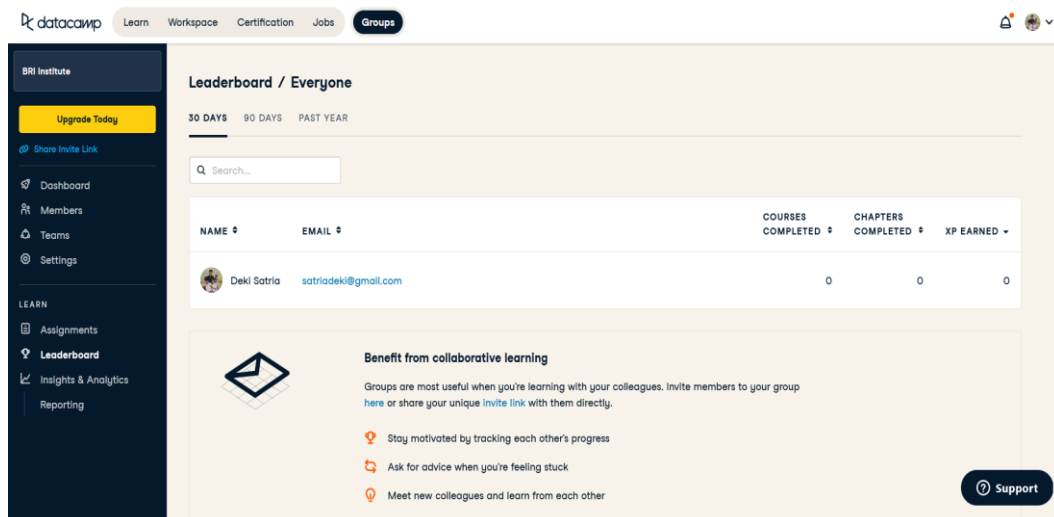 datacamp Learn Workspace Certification Jobs Groups
BRI Institute
Upgrade Today
Share Invite Link
Dashboard
Members
Teams
Settings
LEARN
Assignments
Leaderboard
Insights & Analytics
Reporting
Leaderboard / Everyone
30 DAYS 90 DAYS PAST YEAR
Search...
NAME EMAIL COURSES COMPLETED CHAPTERS COMPLETED XP EARNED
Deki Satria satriadeki@gmail.com 0 0 0
Benefit from collaborative learning
Groups are most useful when you're learning with your colleagues. Invite members to your group
here or share your unique invite link with them directly.
Stay motivated by tracking each other's progress
Ask for advice when you're feeling stuck
Meet new colleagues and learn from each other
Support